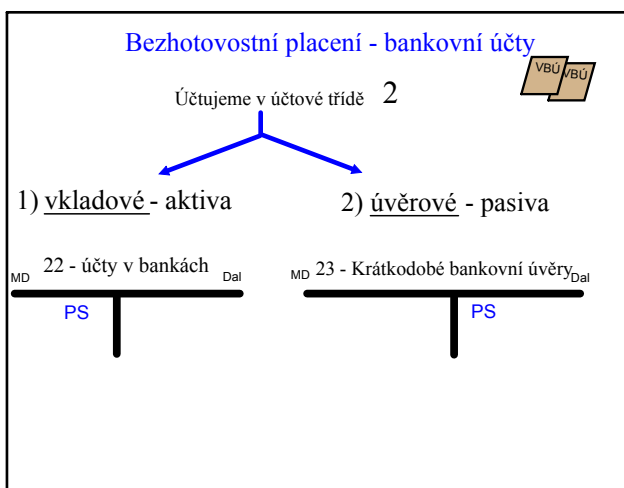 Bezhotovostní placení - bankovní účty
VBÚ VBÚ
Účtujeme v účtové třídě 2
1) vkladové - aktiva
2) úvěrové - pasiva
MD 22 - účty v bankách Dal
MD 23 - Krátkodobé bankovní úvěry Dal
PS
PS